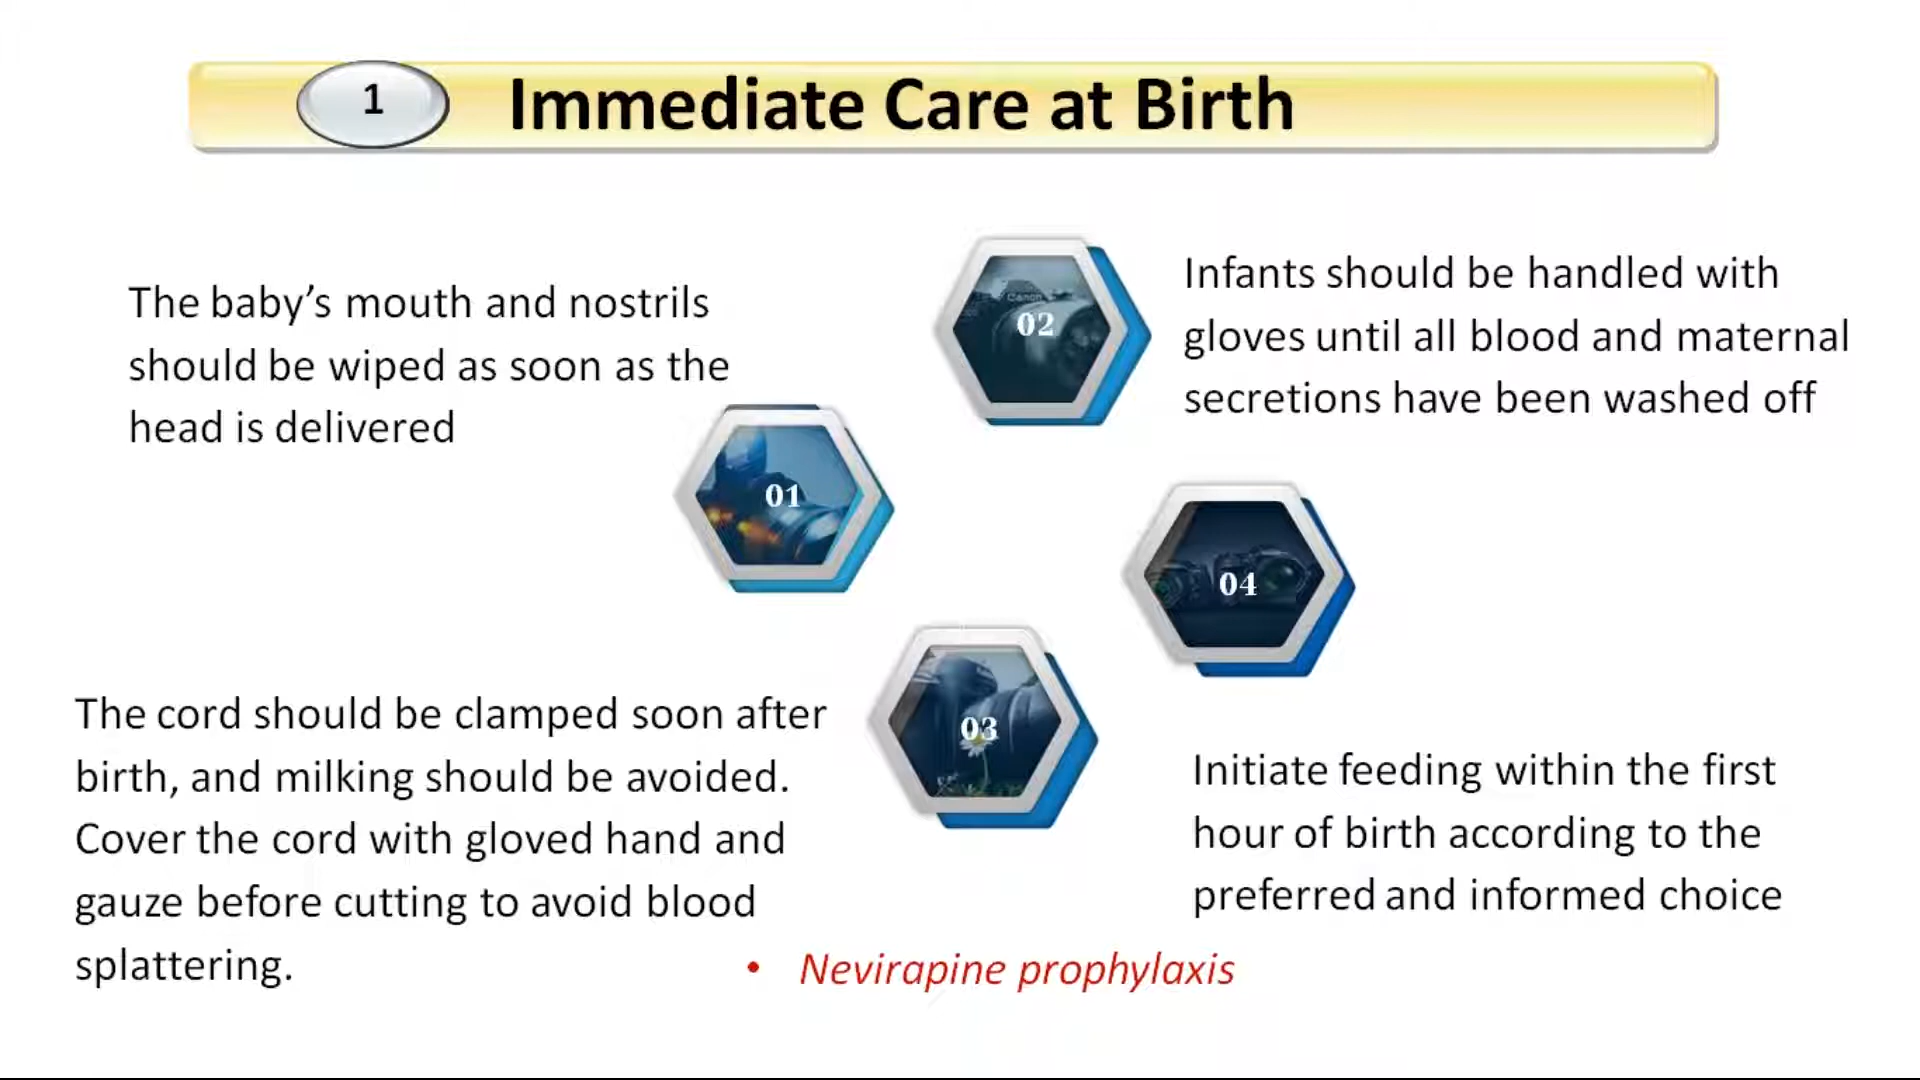 1
Immediate Care at Birth
The baby’s mouth and nostrils
should be wiped as soon as the
head is delivered
01
02
Infants should be handled with
gloves until all blood and maternal
secretions have been washed off
Canon
The cord should be clamped soon after
birth, and milking should be avoided.
Cover the cord with gloved hand and
gauze before cutting to avoid blood
splattering.
03
04
Initiate feeding within the first
hour of birth according to the
preferred and informed choice
• Nevirapine prophylaxis